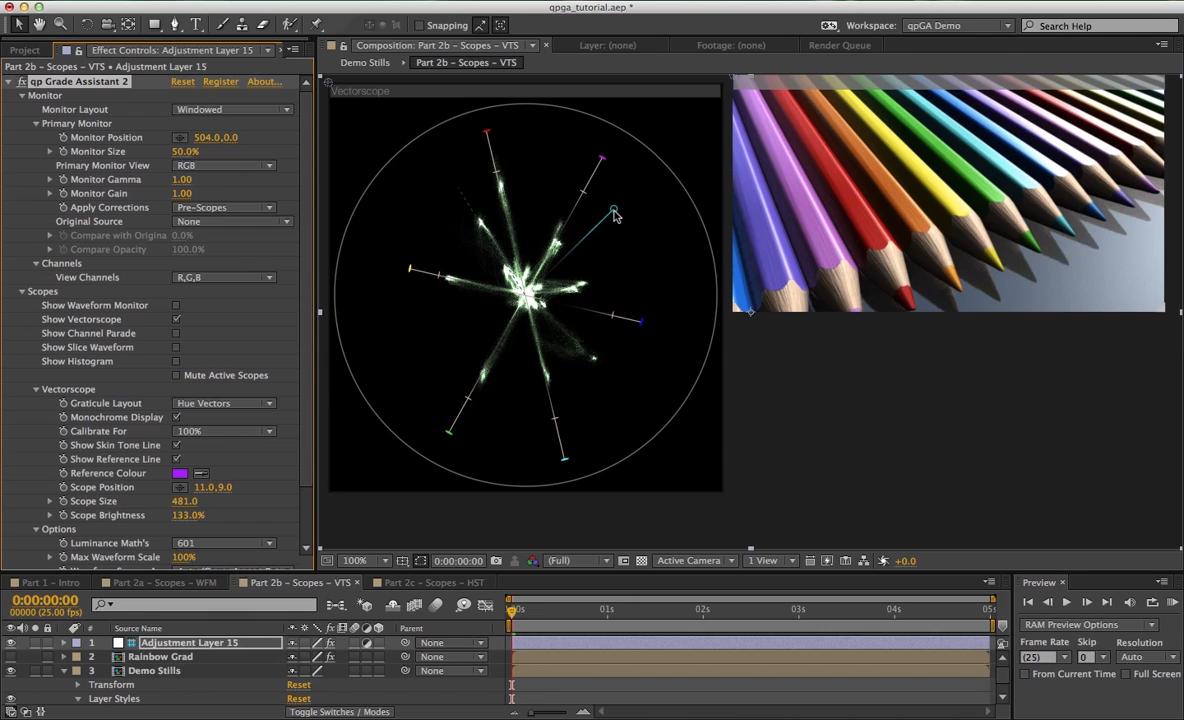 qpga_tutorial.aep *
Snapping
Workspace: qpGA Demo
Search Help
Project
Effect Controls: Adjustment Layer 15
Composition: Part 2b – Scopes – VTS
Layer: (none)
Footage: (none)
Render Queue
Part 2b – Scopes – VTS • Adjustment Layer 15
Demo Stills
Part 2b – Scopes – VTS
fx qp Grade Assistant 2 Reset Register About...
Monitor
Monitor Layout Windowed
Primary Monitor
Monitor Position 504.0,0.0
Monitor Size 50.0%
Primary Monitor View RGB
Monitor Gamma 1.00
Monitor Gain 1.00
Apply Corrections Pre-Scopes
Original Source None
Compare with Origina 0.0%
Compare Opacity 100.0%
Channels
View Channels R,G,B
Scopes
Show Waveform Monitor
Show Vectorscope
Show Channel Parade
Show Slice Waveform
Show Histogram
Mute Active Scopes
Vectorscope
Graticule Layout Hue Vectors
Monochrome Display
Calibrate For 100%
Show Skin Tone Line
Show Reference Line
Reference Colour
Scope Position 11.0,9.0
Scope Size 481.0
Scope Brightness 133.0%
Options
Luminance Math's 601
Max Waveform Scale 100%
Vectorscope
100% 0:00:00:00 (Full) Active Camera 1 View +0.0
Part 1 – Intro
Part 2a – Scopes – WFM
Part 2b – Scopes – VTS
Part 2c – Scopes – HST
Preview
0:00:00:00
00000 (25.00 fps)
:00s 01s 02s 03s 04s 05s
# Source Name Parent
1 Adjustment Layer 15 fx None
2 Rainbow Grad fx None
3 Demo Stills None
Transform Reset
Layer Styles Reset
Toggle Switches / Modes
RAM Preview Options
Frame Rate Skip Resolution
(25) 0 Auto
From Current Time Full Screen